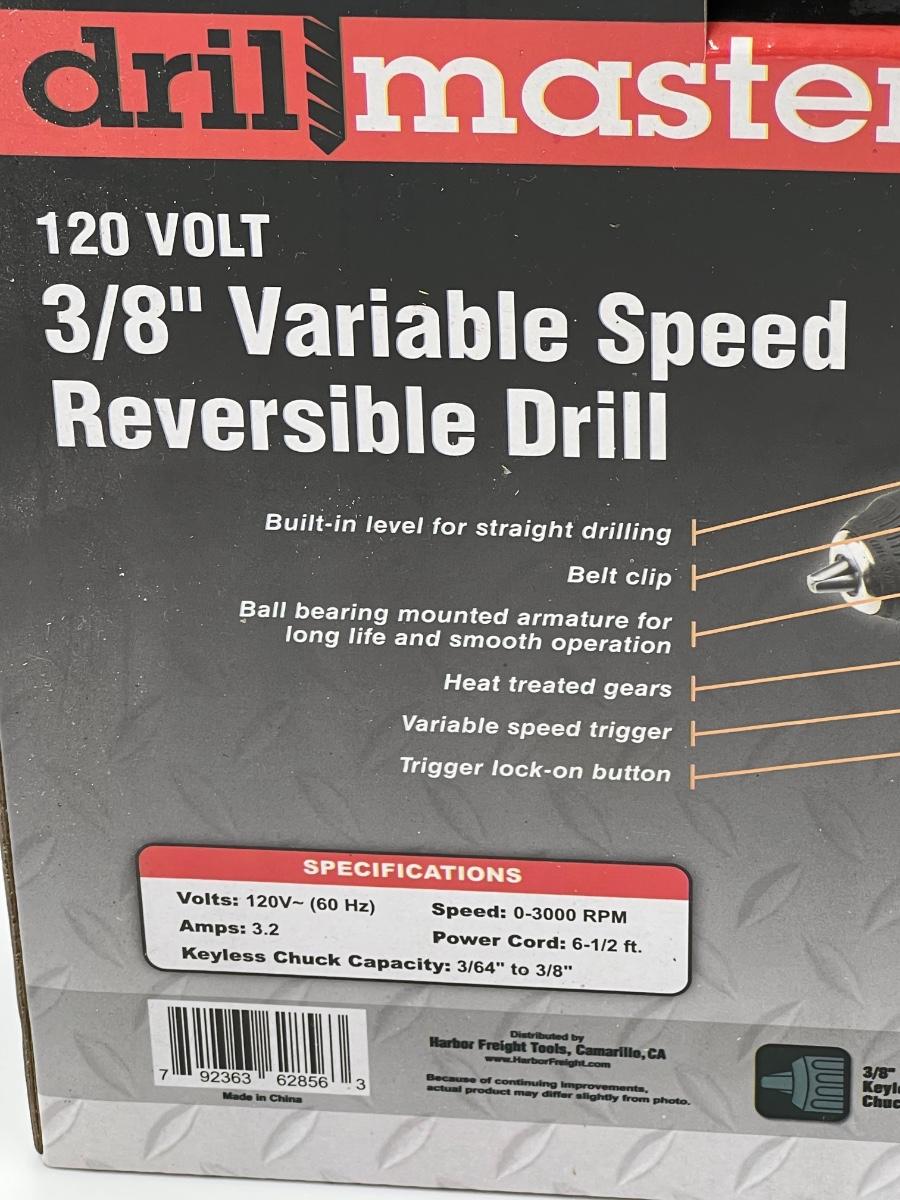 drill master
120 VOLT
3/8" Variable Speed
Reversible Drill
Built-in level for straight drilling
Belt clip
Ball bearing mounted armature for
long life and smooth operation
Heat treated gears
Variable speed trigger
Trigger lock-on button
SPECIFICATIONS
Volts: 120V~ (60 Hz)
Speed: 0-3000 RPM
Amps: 3.2
Power Cord: 6-1/2 ft.
Keyless Chuck Capacity: 3/64" to 3/8"
7 92363 62856 3
Made in China
Distributed by
Harbor Freight Tools, Camarillo, CA
www.HarborFreight.com
Because of continuing improvements,
actual product may differ slightly from photo.
3/8"
Keyl
Chuc